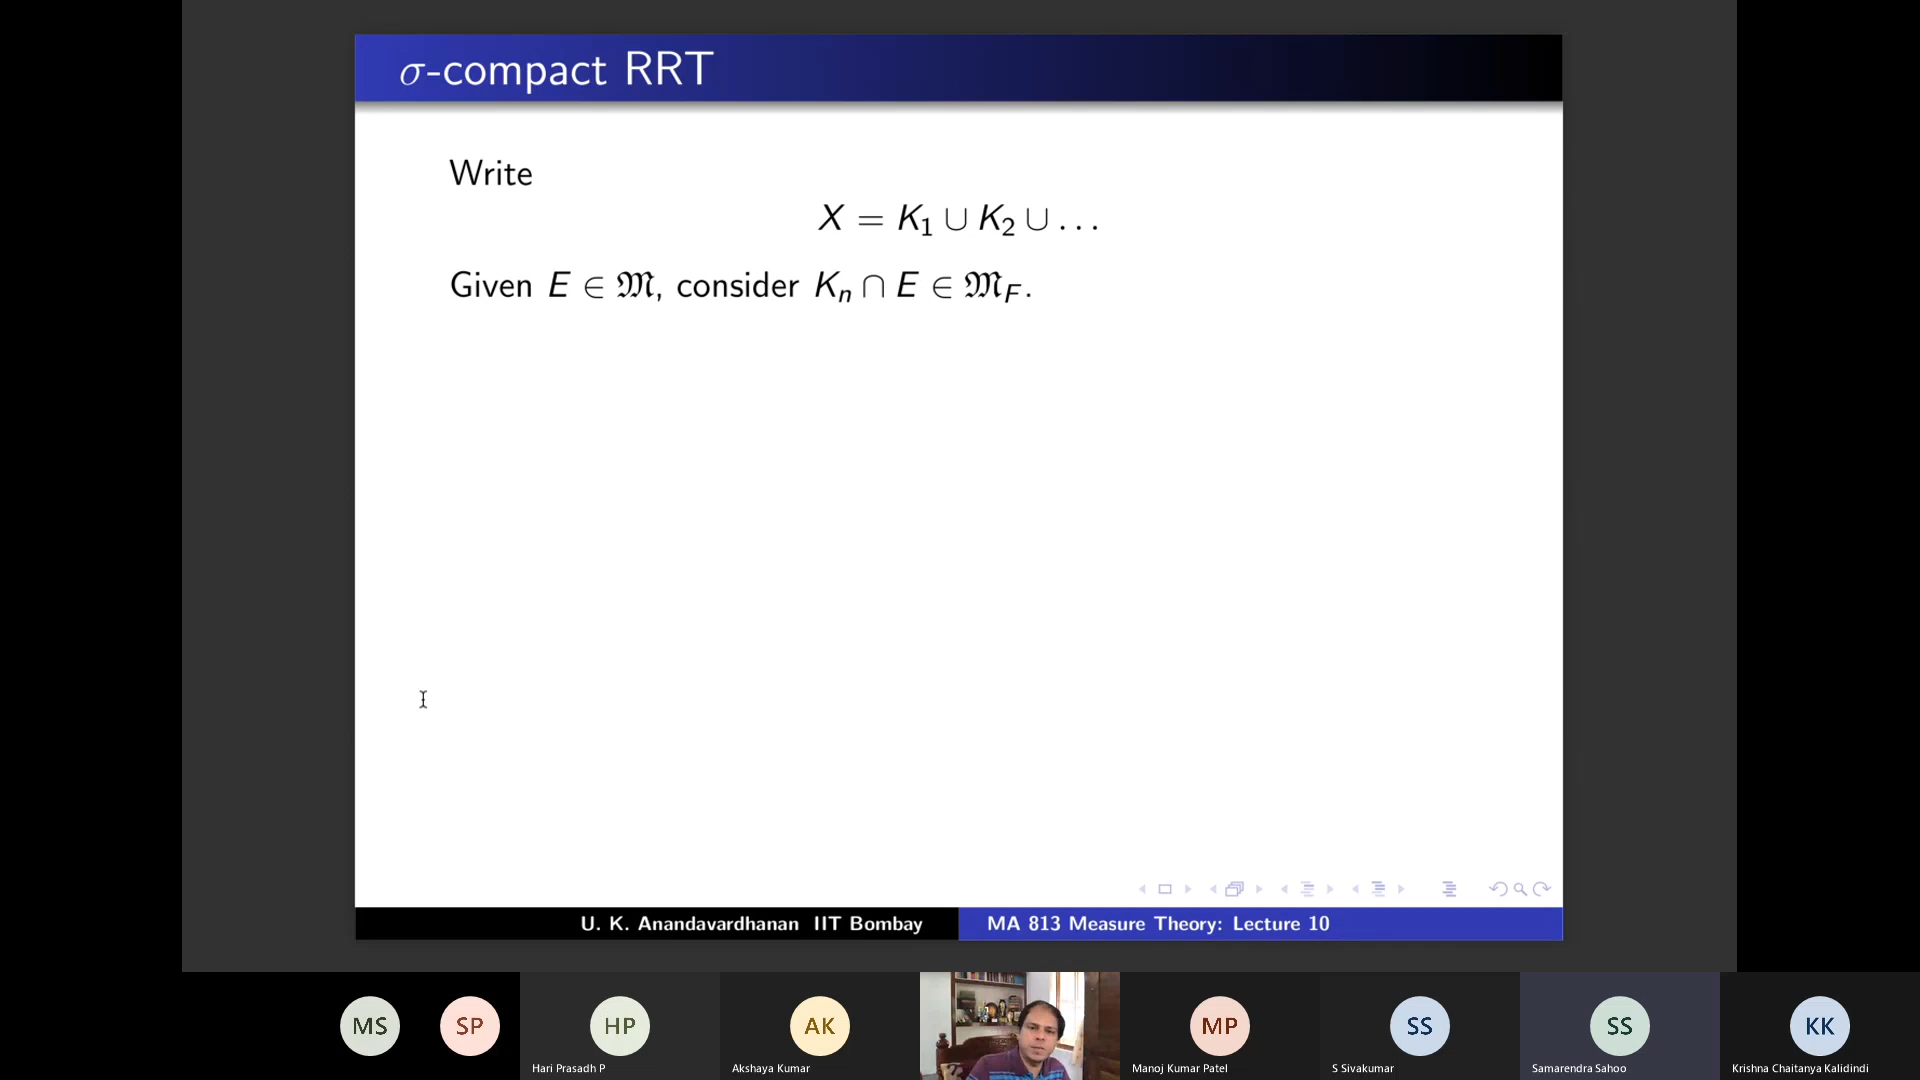 σ-compact RRT
Write
X = K₁ ∪ K₂ ∪ . . .
Given E ∈ 𝔐, consider Kₙ ∩ E ∈ 𝔐_F.
U. K. Anandavardhanan IIT Bombay
MA 813 Measure Theory: Lecture 10
MS
SP
HP
AK
MP
SS
SS
KK
Hari Prasadh P
Akshaya Kumar
Manoj Kumar Patel
S Sivakumar
Samarendra Sahoo
Krishna Chaitanya Kalidindi